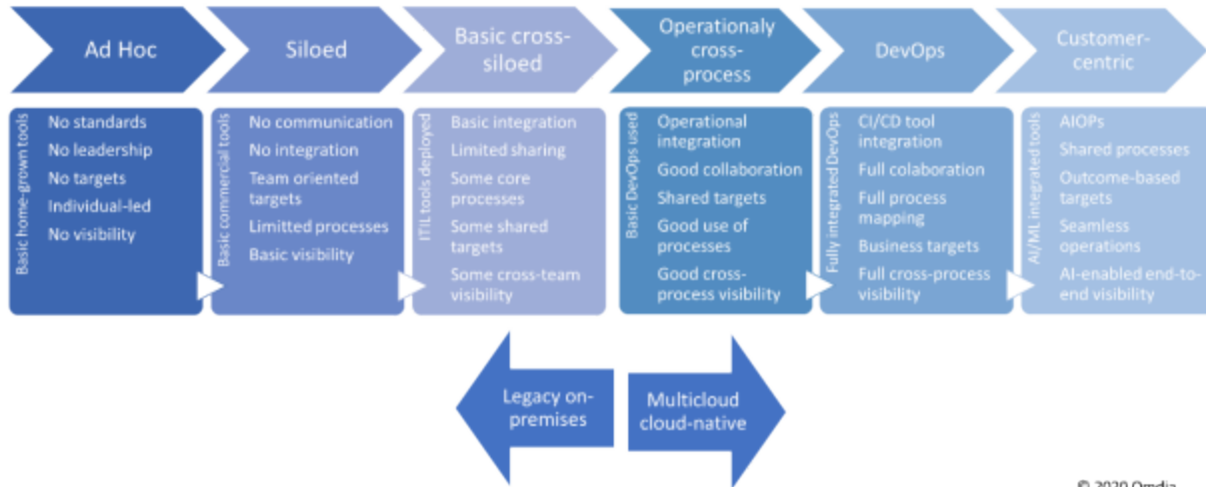 Ad Hoc
Siloed
Basic cross-
siloed
Operationaly
cross-
process
DevOps
Customer-
centric
Basic home-grown tools
No standards
No leadership
No targets
Individual-led
No visibility
Basic commercial tools
No communication
No integration
Team oriented
targets
Limitted processes
Basic visibility
ITIL tools deployed
Basic integration
Limited sharing
Some core
processes
Some shared
targets
Some cross-team
visibility
Basic DevOps used
Operational
integration
Good collaboration
Shared targets
Good use of
processes
Good cross-
process visibility
Fully integrated DevOps
CI/CD tool
integration
Full colaboration
Full process
mapping
Business targets
Full cross-process
visibility
AI/ML integrated tools
AIOPs
Shared processes
Outcome-based
targets
Seamless
operations
AI-enabled end-to-
end visibility
Legacy on-
premises
Multicloud
cloud-native
© 2020 Omdia